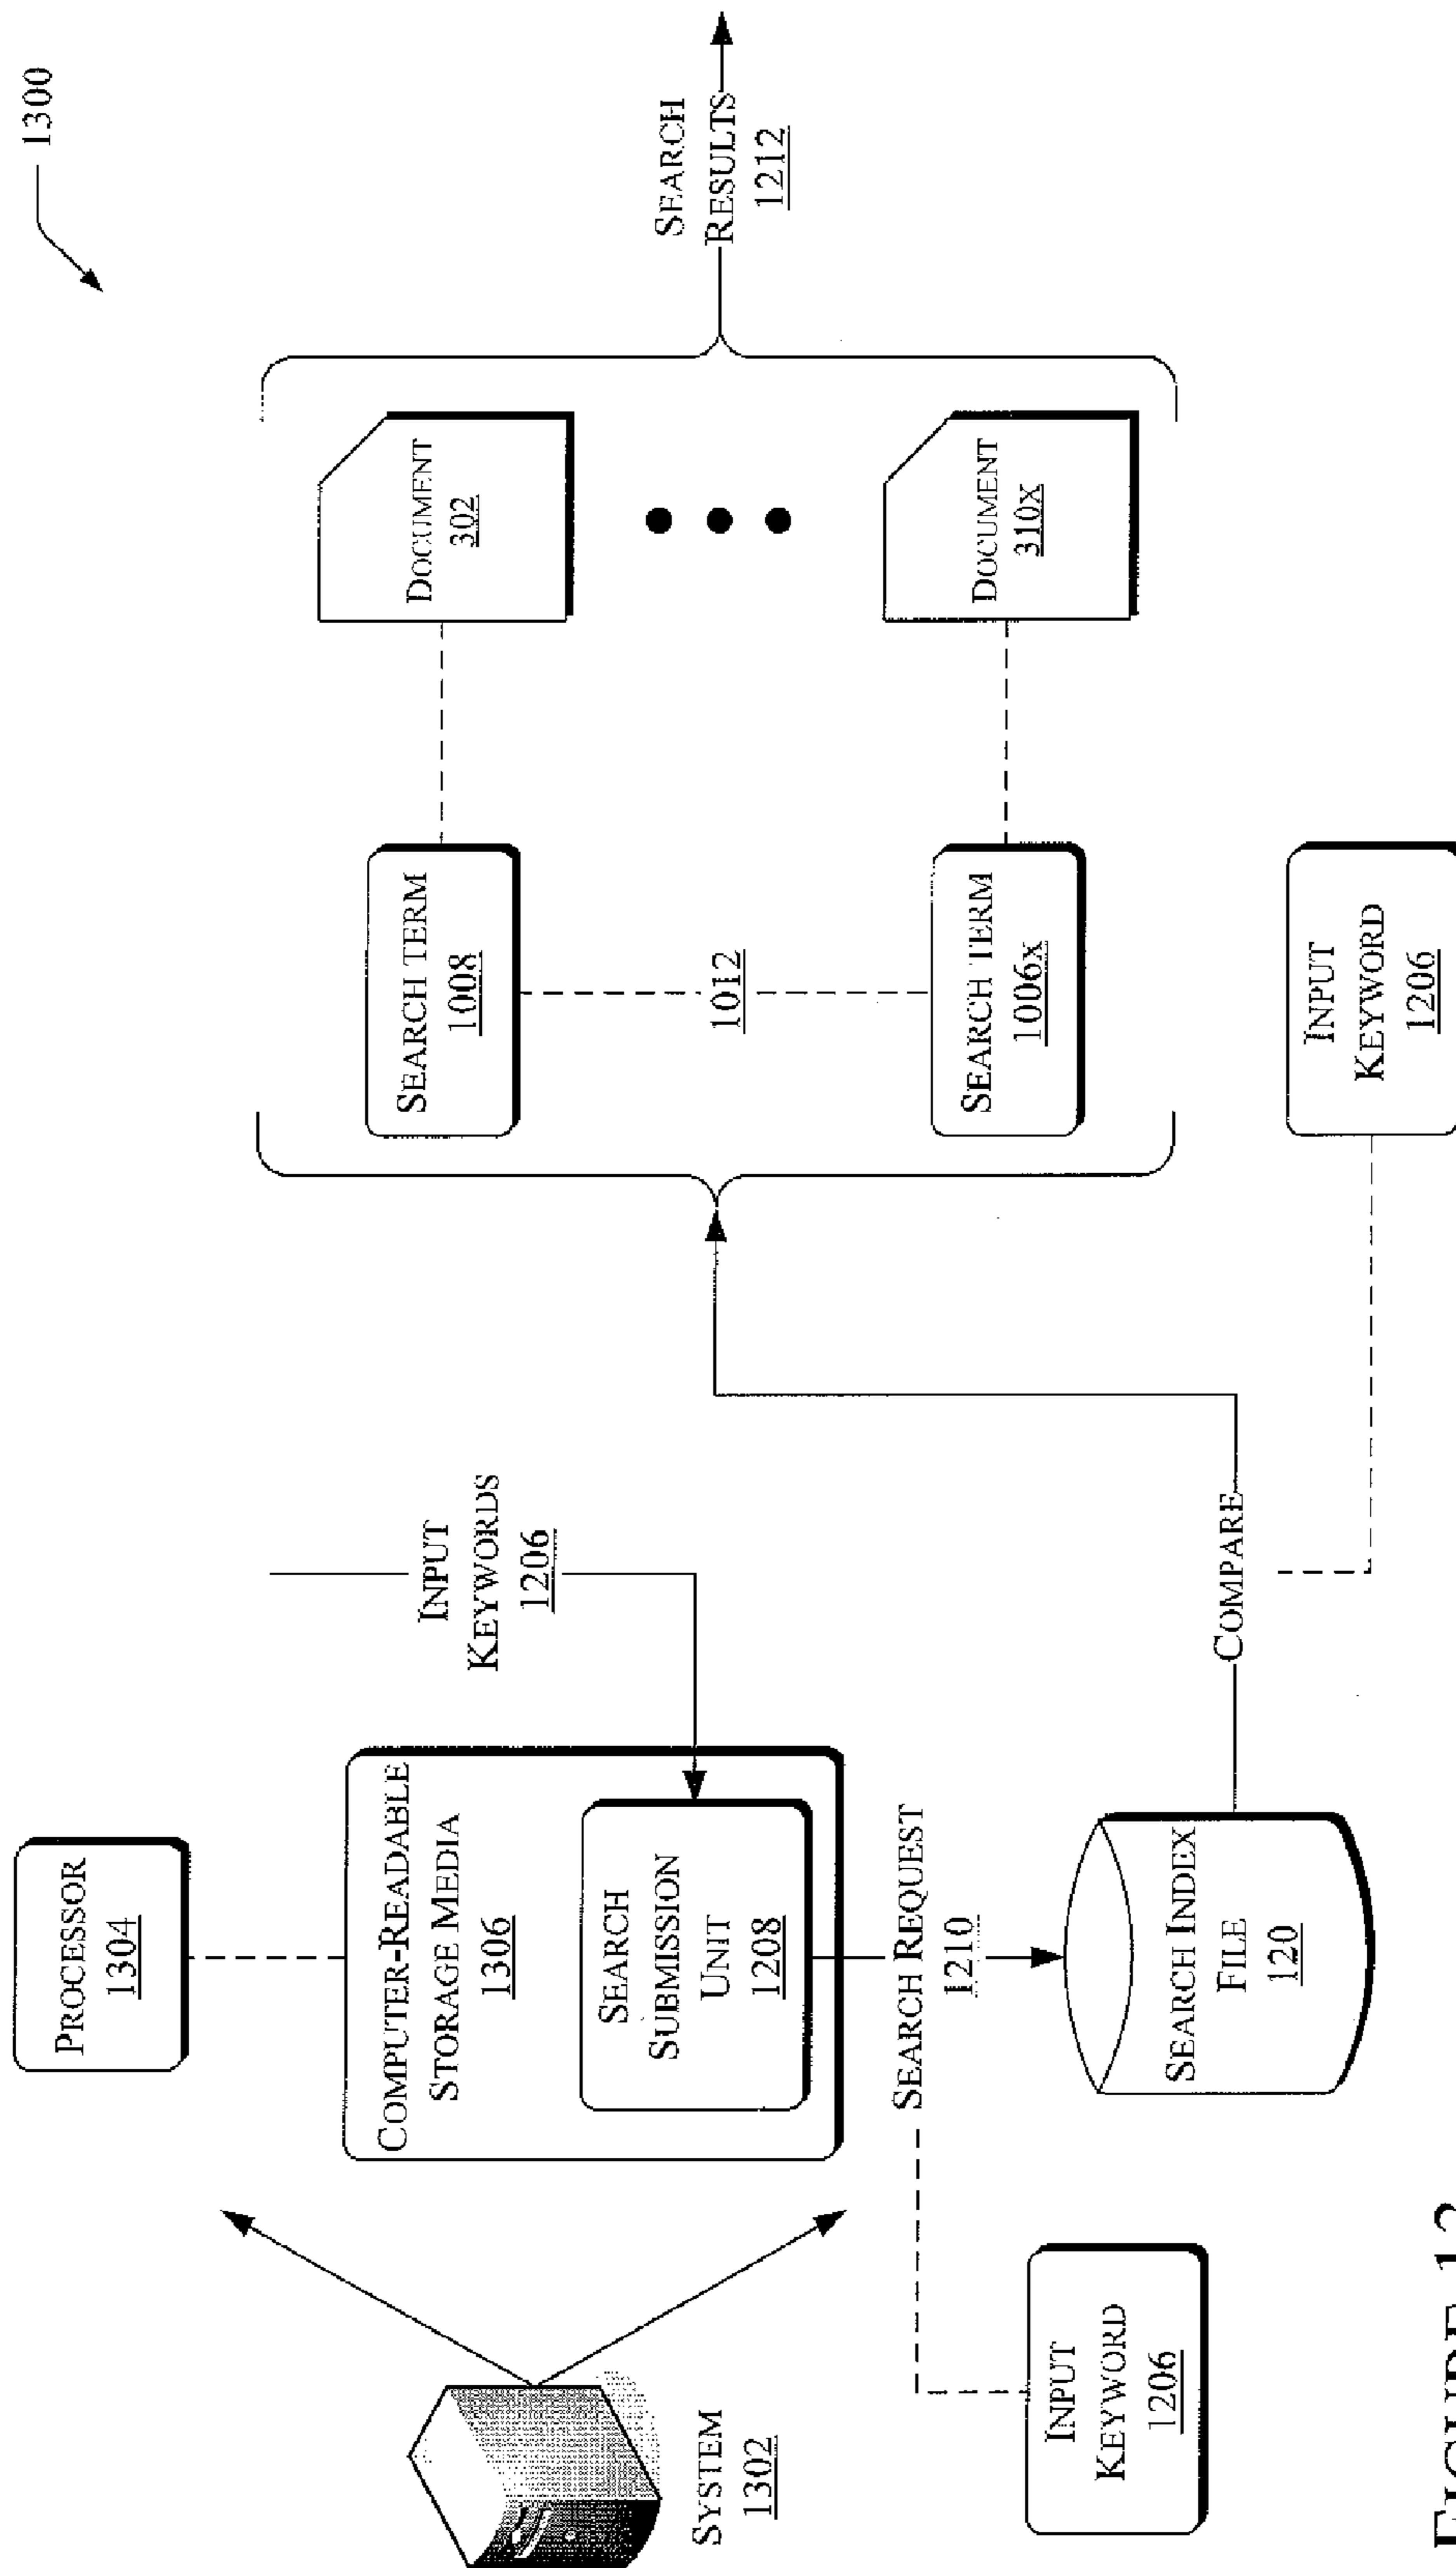 1300
PROCESSOR
1304
COMPUTER-READABLE
STORAGE MEDIA
1306
SEARCH
SUBMISSION
UNIT
1208
INPUT
KEYWORDS
1206
SYSTEM
1302
SEARCH REQUEST
1210
INPUT
KEYWORD
1206
SEARCH INDEX
FILE
120
COMPARE
INPUT
KEYWORD
1206
SEARCH TERM
1008
1012
SEARCH TERM
1006x
DOCUMENT
302
DOCUMENT
310X
SEARCH
RESULTS
1212
FIGURE